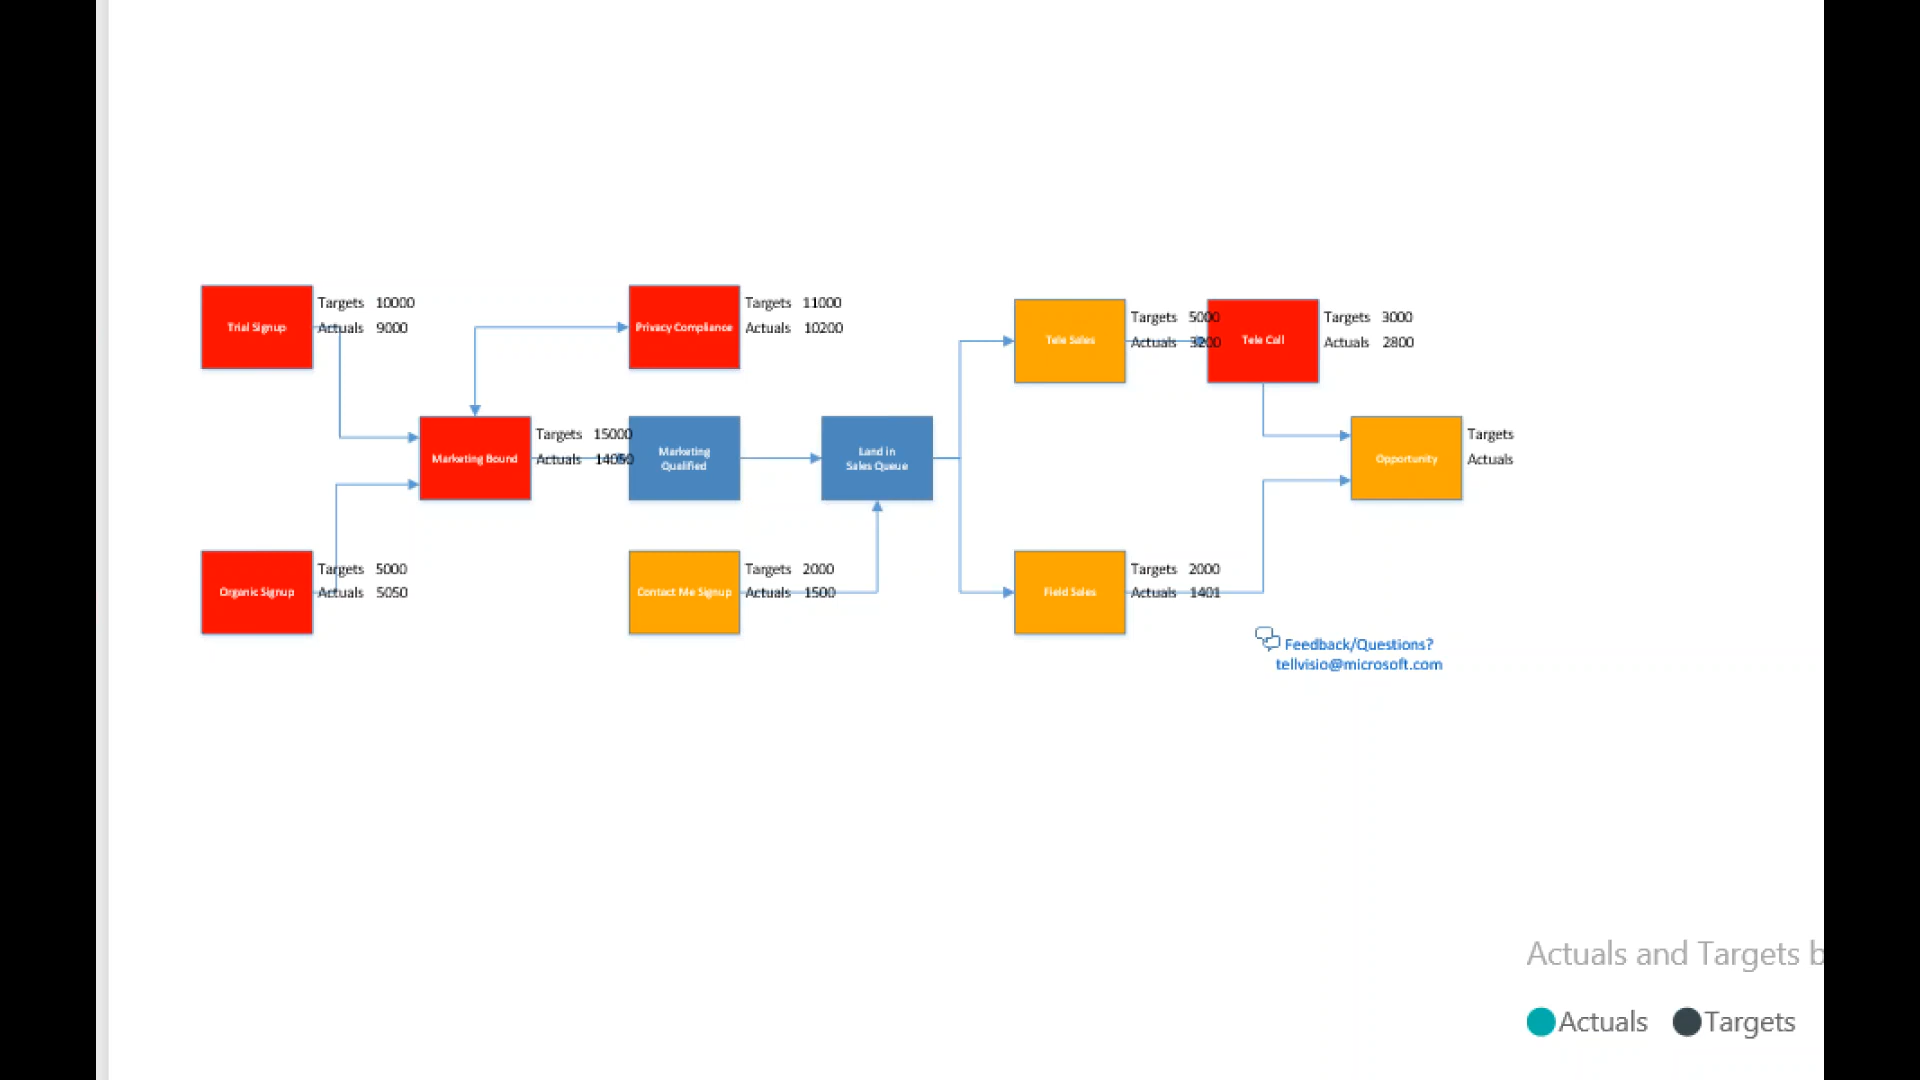 Trial Signup
Targets 10000
Actuals 9000
Privacy Compliance
Targets 11000
Actuals 10200
Tele Sales
Targets 5000
Actuals 3200
Tele Call
Targets 3000
Actuals 2800
Marketing Bound
Targets 15000
Actuals 14050
Marketing
Qualified
Land in
Sales Queue
Opportunity
Targets
Actuals
Organic Signup
Targets 5000
Actuals 5050
Contact Me Signup
Targets 2000
Actuals 1500
Field Sales
Targets 2000
Actuals 1401
Feedback/Questions?
tellvisio@microsoft.com
Actuals and Targets b
Actuals Targets